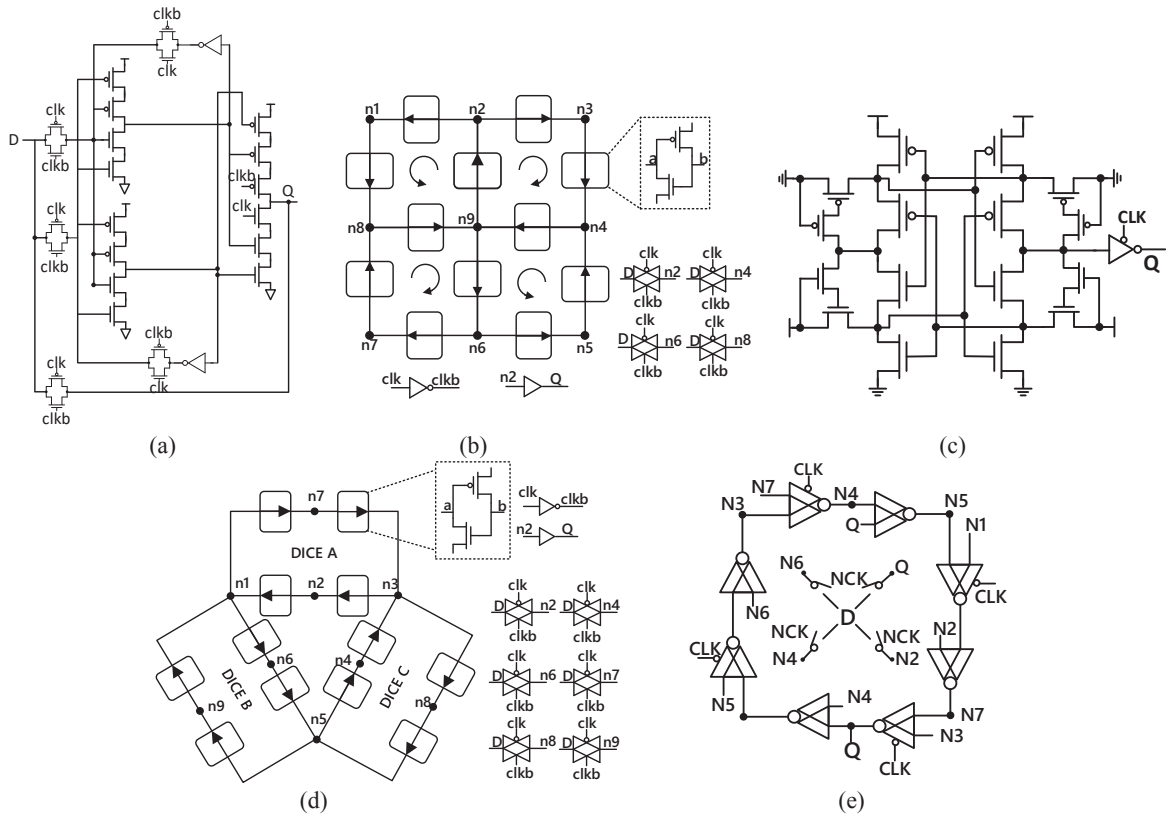 clkb
clk
clk
D
clkb
clkb
Q
clk
clk
clkb
clkb
clk
clk
clkb
(a)
n1
n2
n3
a
b
n8
n9
n4
n7
n6
n5
clk
D
n2
clkb
clk
D
n4
clkb
clk
D
n6
clkb
clk
D
n8
clkb
clk
clkb
n2
Q
(b)
CLK
Q
(c)
n7
a
b
clk
clkb
n2
Q
DICE A
n1
n2
n3
n6
n4
DICE B
DICE C
n9
n8
n5
clk
D
n2
clkb
clk
D
n4
clkb
clk
D
n6
clkb
clk
D
n7
clkb
clk
D
n8
clkb
clk
D
n9
clkb
(d)
CLK
N7
N3
N4
N5
Q
N1
N6
NCK
Q
CLK
N6
D
N2
CLK
NCK
NCK
N4
N2
N5
N4
N7
N3
Q
CLK
(e)